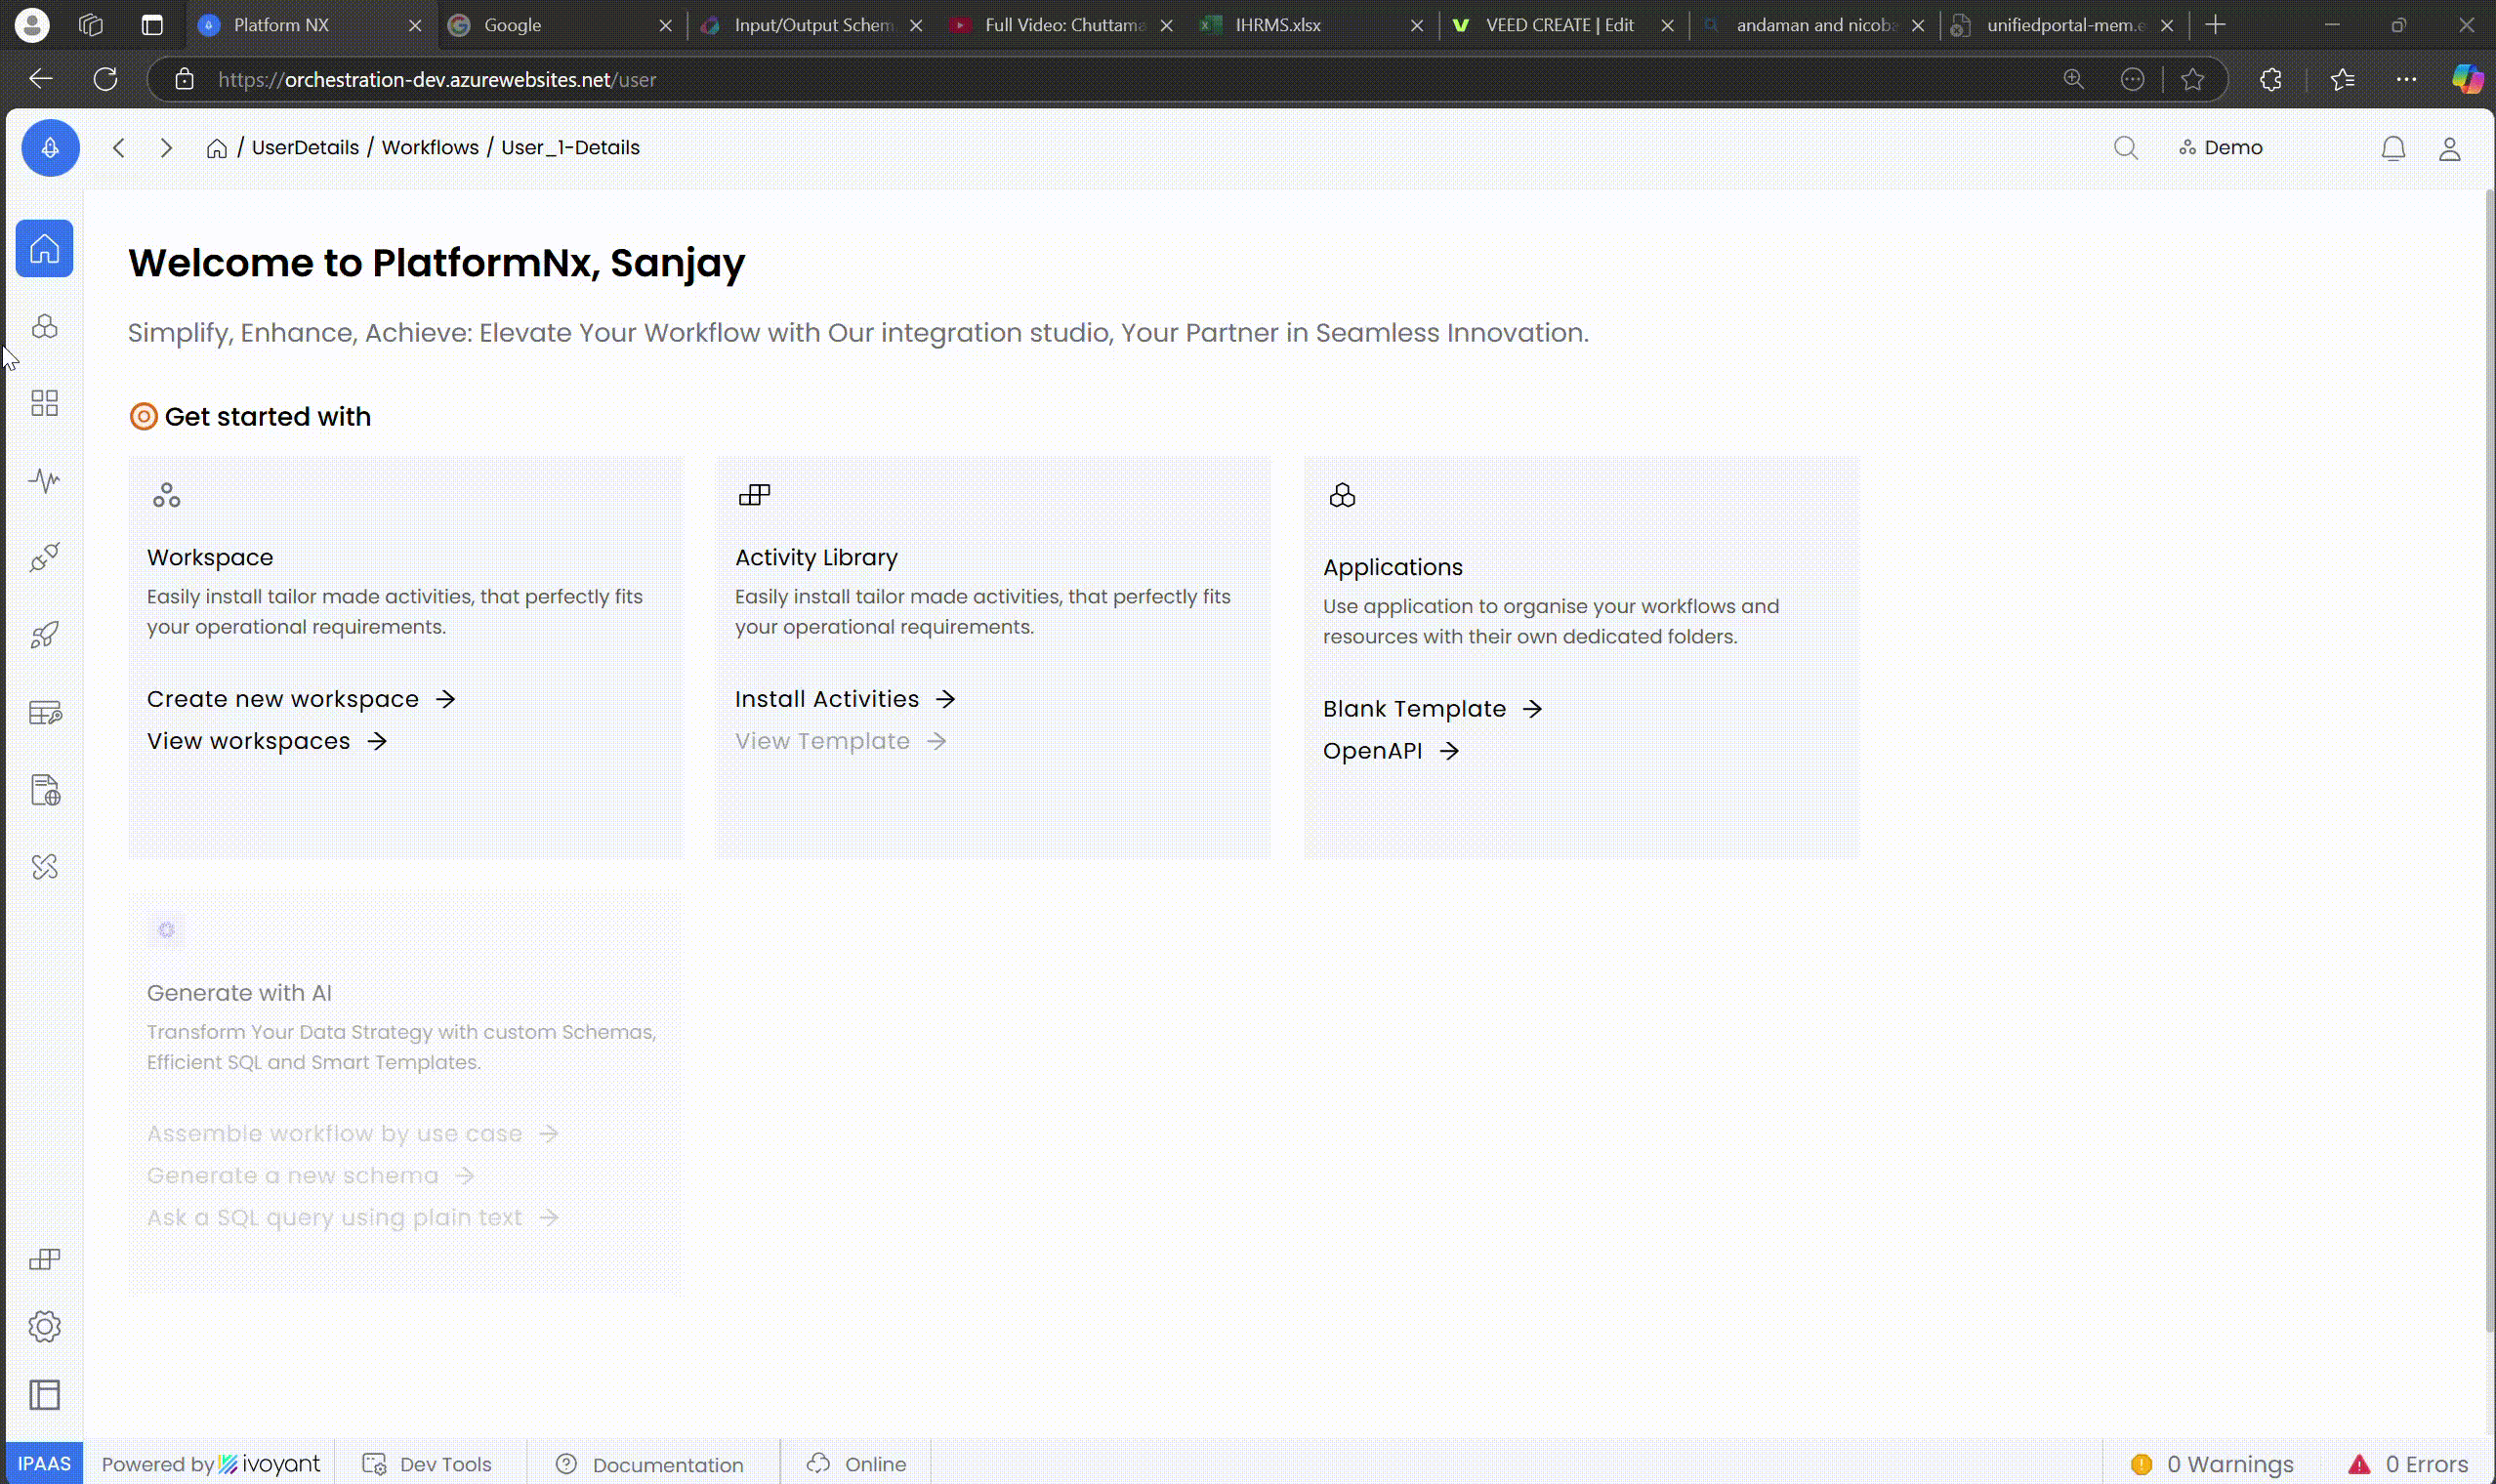 Platform NX
Google
Input/Output Schem
Full Video: Chuttama
IHRMS.xlsx
VEED CREATE | Edit
andaman and nicoba
unifiedportal-mem.e
https://orchestration-dev.azurewebsites.net/user
/ UserDetails / Workflows / User_1-Details
Demo
Welcome to PlatformNx, Sanjay
Simplify, Enhance, Achieve: Elevate Your Workflow with Our integration studio, Your Partner in Seamless Innovation.
Get started with
Workspace
Easily install tailor made activities, that perfectly fits
your operational requirements.
Create new workspace →
View workspaces →
Activity Library
Easily install tailor made activities, that perfectly fits
your operational requirements.
Install Activities →
View Template →
Applications
Use application to organise your workflows and
resources with their own dedicated folders.
Blank Template →
OpenAPI →
Generate with AI
Transform Your Data Strategy with custom Schemas,
Efficient SQL and Smart Templates.
Assemble workflow by use case →
Generate a new schema →
Ask a SQL query using plain text →
IPAAS
Powered by ivoyant
Dev Tools
Documentation
Online
0 Warnings
0 Errors